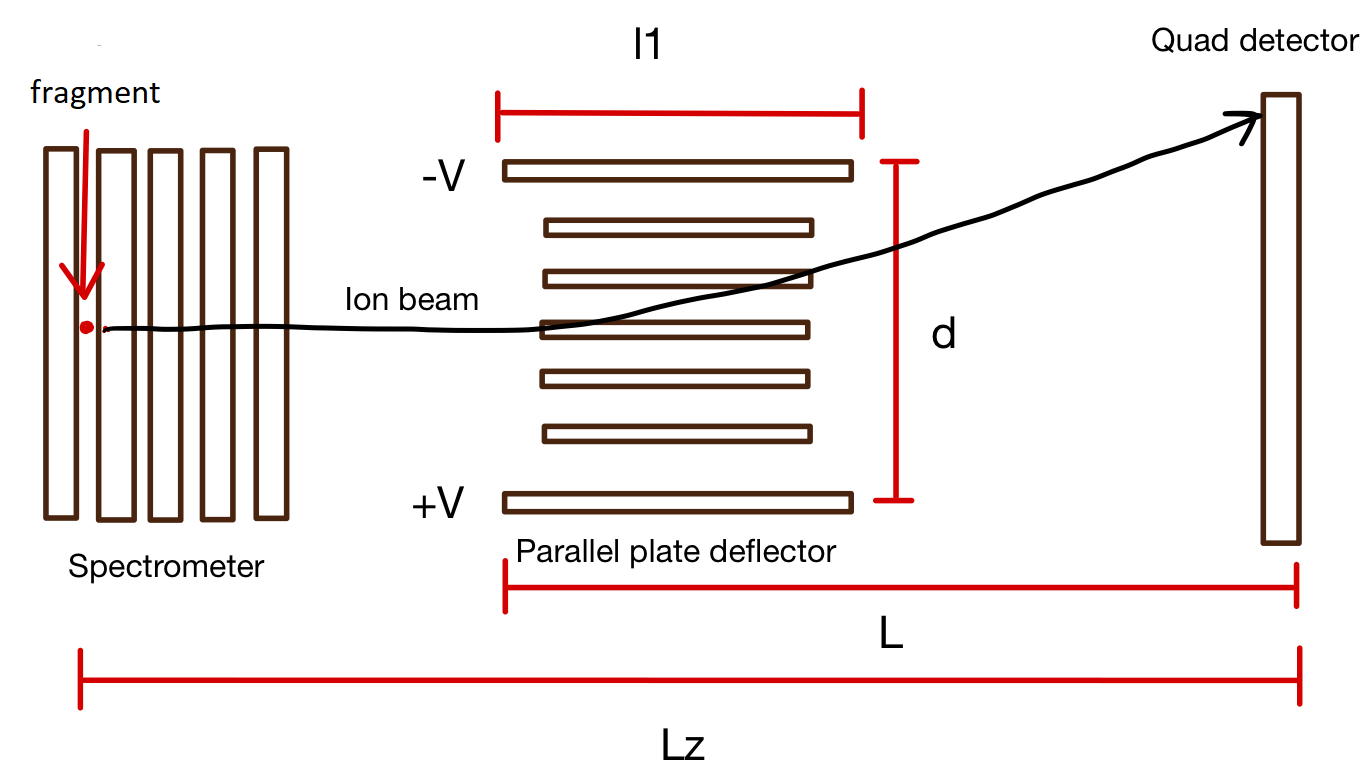 l1
Quad detector
fragment
-V
Ion beam
d
+V
Parallel plate deflector
Spectrometer
L
Lz